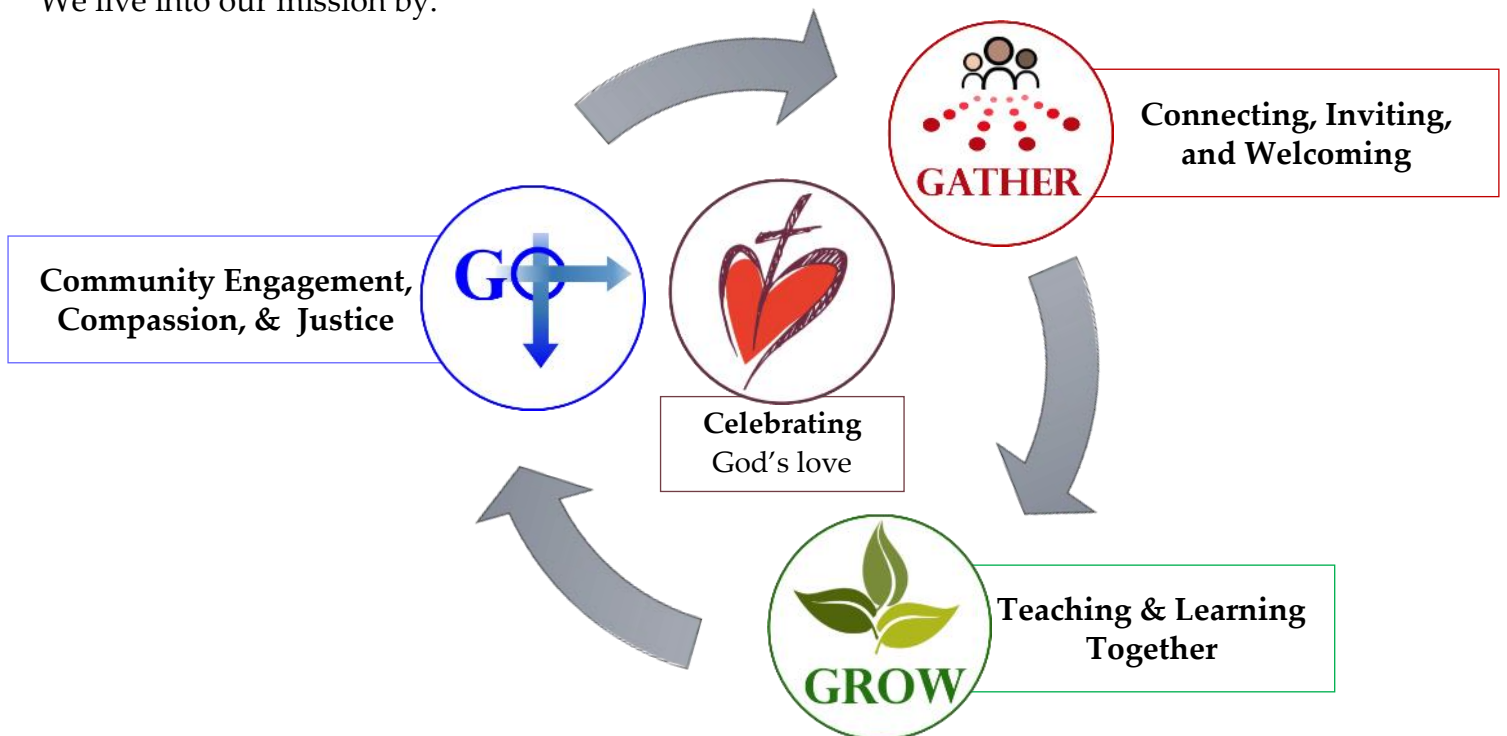 We live into our mission by:
GATHER
Connecting, Inviting,
and Welcoming
GO
Community Engagement,
Compassion, & Justice
Celebrating
God's love
GROW
Teaching & Learning
Together